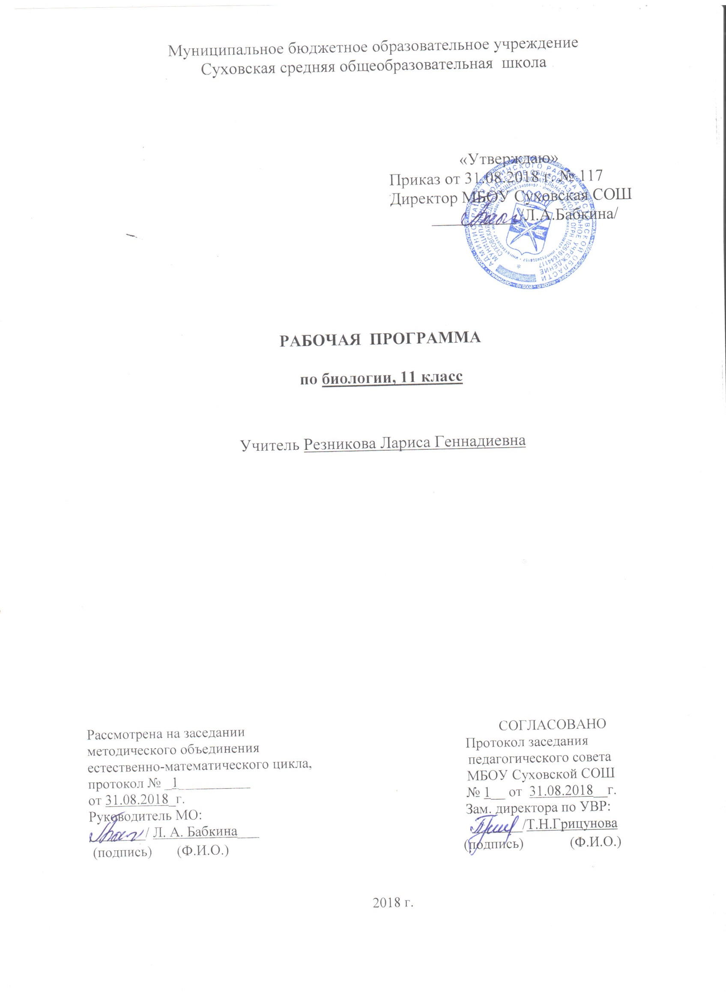 Муниципальное бюджетное образовательное учреждение
Суховская средняя общеобразовательная школа
«Утверждаю»
Приказ от 31.08.2018 г. № 117
Директор МБОУ Суховская СОШ
/Л.А.Бабкина/
РАБОЧАЯ ПРОГРАММА
по биологии, 11 класс
Учитель Резникова Лариса Геннадиевна
Рассмотрена на заседании
методического объединения
естественно-математического цикла,
протокол № _1__________
от 31.08.2018_г.
Руководитель МО:
________/ Л. А. Бабкина___
(подпись) (Ф.И.О.)
СОГЛАСОВАНО
Протокол заседания
педагогического совета
МБОУ Суховской СОШ
№ 1__ от 31.08.2018__г.
Зам. директора по УВР:
_______/Т.Н.Грицунова
(подпись) (Ф.И.О.)
2018 г.